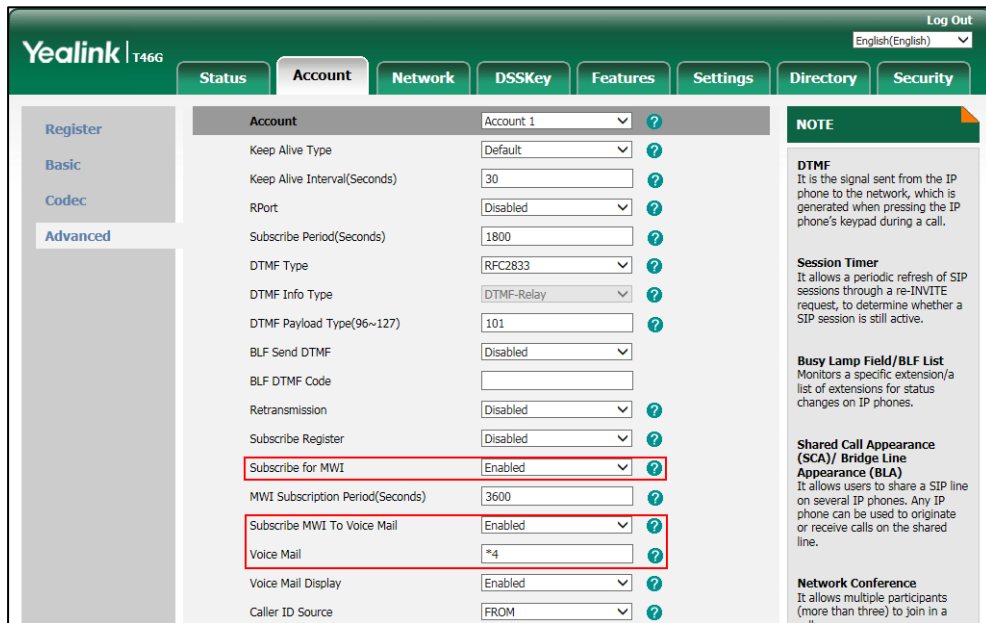 Log Out
Yealink | T46G
English(English)
Status Account Network DSSKey Features Settings Directory Security
Register
Basic
Codec
Advanced
Account Account 1
Keep Alive Type Default
Keep Alive Interval(Seconds) 30
RPort Disabled
Subscribe Period(Seconds) 1800
DTMF Type RFC2833
DTMF Info Type DTMF-Relay
DTMF Payload Type(96~127) 101
BLF Send DTMF Disabled
BLF DTMF Code
Retransmission Disabled
Subscribe Register Disabled
Subscribe for MWI Enabled
MWI Subscription Period(Seconds) 3600
Subscribe MWI To Voice Mail Enabled
Voice Mail *4
Voice Mail Display Enabled
Caller ID Source FROM
NOTE
DTMF
It is the signal sent from the IP
phone to the network, which is
generated when pressing the IP
phone's keypad during a call.
Session Timer
It allows a periodic refresh of SIP
sessions through a re-INVITE
request, to determine whether a
SIP session is still active.
Busy Lamp Field/BLF List
Monitors a specific extension/a
list of extensions for status
changes on IP phones.
Shared Call Appearance
(SCA)/ Bridge Line
Appearance (BLA)
It allows users to share a SIP line
on several IP phones. Any IP
phone can be used to originate
or receive calls on the shared
line.
Network Conference
It allows multiple participants
(more than three) to join in a